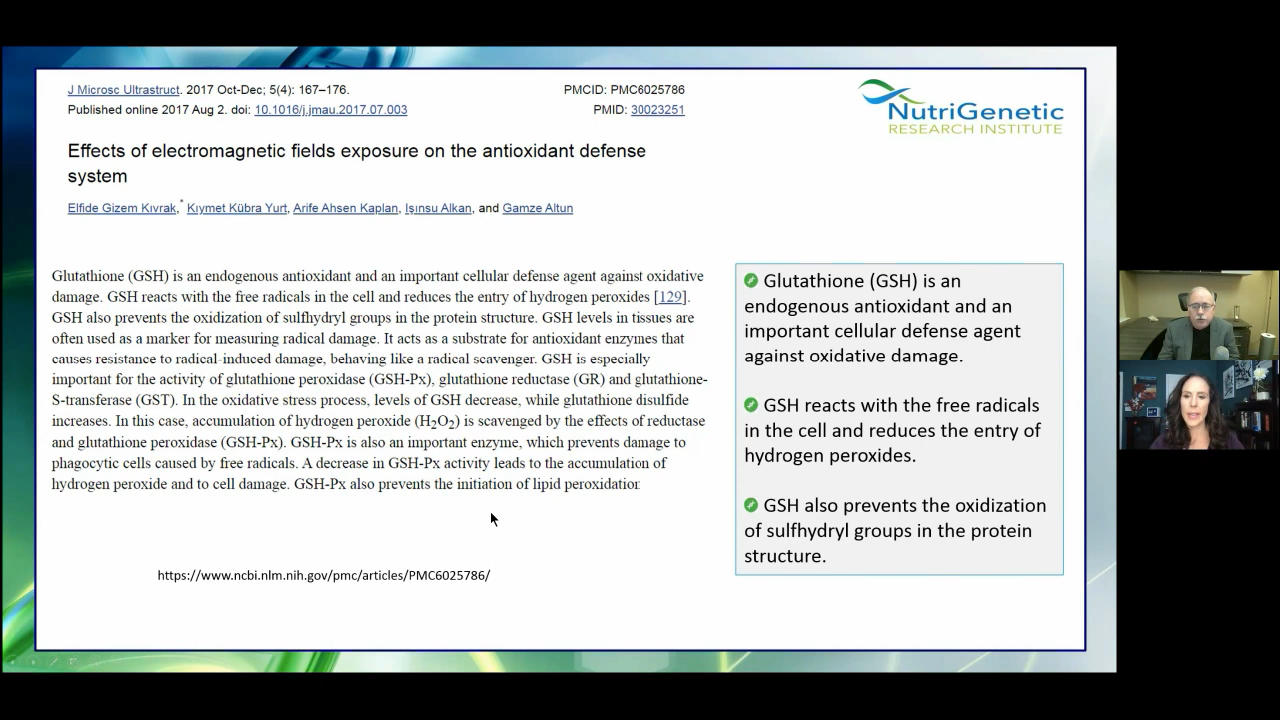 J Microsc Ultrastruct. 2017 Oct-Dec; 5(4): 167–176.
Published online 2017 Aug 2. doi: 10.1016/j.jmau.2017.07.003
PMCID: PMC6025786
PMID: 30023251
NutriGenetic
RESEARCH INSTITUTE
Effects of electromagnetic fields exposure on the antioxidant defense
system
Elfide Gizem Kıvrak,* Kıymet Kübra Yurt, Arife Ahsen Kaplan, Işınsu Alkan, and Gamze Altun
Glutathione (GSH) is an endogenous antioxidant and an important cellular defense agent against oxidative
damage. GSH reacts with the free radicals in the cell and reduces the entry of hydrogen peroxides [129].
GSH also prevents the oxidization of sulfhydryl groups in the protein structure. GSH levels in tissues are
often used as a marker for measuring radical damage. It acts as a substrate for antioxidant enzymes that
causes resistance to radical-induced damage, behaving like a radical scavenger. GSH is especially
important for the activity of glutathione peroxidase (GSH-Px), glutathione reductase (GR) and glutathione-
S-transferase (GST). In the oxidative stress process, levels of GSH decrease, while glutathione disulfide
increases. In this case, accumulation of hydrogen peroxide (H₂O₂) is scavenged by the effects of reductase
and glutathione peroxidase (GSH-Px). GSH-Px is also an important enzyme, which prevents damage to
phagocytic cells caused by free radicals. A decrease in GSH-Px activity leads to the accumulation of
hydrogen peroxide and to cell damage. GSH-Px also prevents the initiation of lipid peroxidation
https://www.ncbi.nlm.nih.gov/pmc/articles/PMC6025786/
Glutathione (GSH) is an
endogenous antioxidant and an
important cellular defense agent
against oxidative damage.
GSH reacts with the free radicals
in the cell and reduces the entry of
hydrogen peroxides.
GSH also prevents the oxidization
of sulfhydryl groups in the protein
structure.